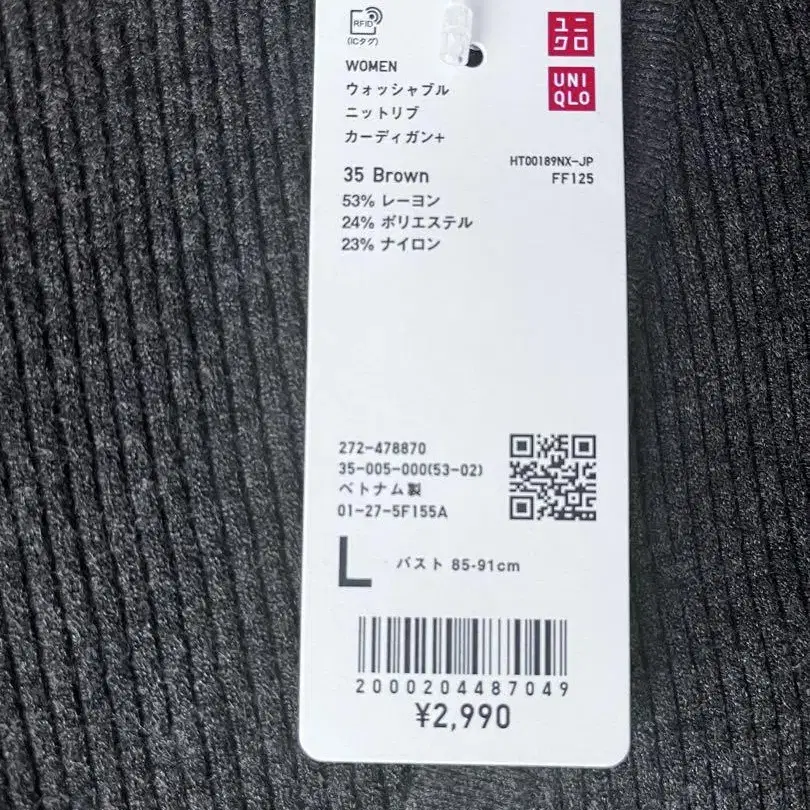 RFID
(ICタグ)
ユニ
クロ
UNI
QLO
WOMEN
ウォッシャブル
ニットリブ
カーディガン+
HT00189NX-JP
35 Brown
FF125
53% レーヨン
24% ポリエステル
23% ナイロン
272-478870
35-005-000(53-02)
ベトナム製
01-27-5F155A
L バスト 85-91cm
2000204487049
¥2,990